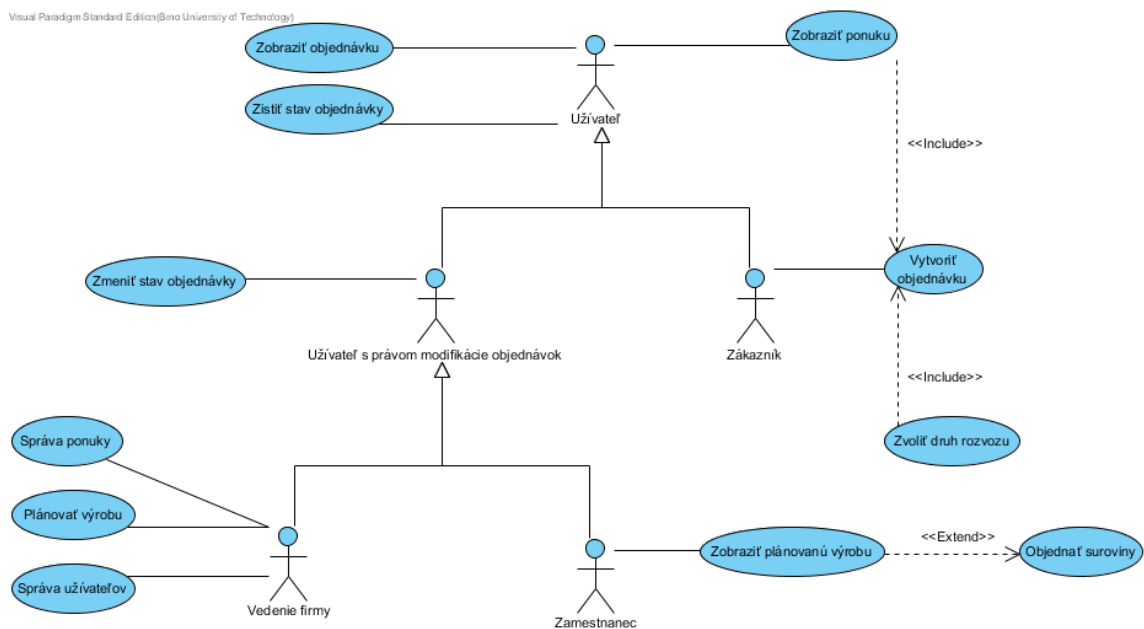 Visual Paradigm Standard Edition(Brno University of Technology)
Zobraziť objednávku
Zobraziť ponuku
Zistiť stav objednávky
Užívateľ
<<Include>>
Zmeniť stav objednávky
Vytvoriť
objednávku
Užívateľ s právom modifikácie objednávok
Zákazník
<<Include>>
Správa ponuky
Zvoliť druh rozvozu
Plánovať výrobu
Zobraziť plánovanú výrobu
<<Extend>>
Objednať suroviny
Správa užívateľov
Vedenie firmy
Zamestnanec